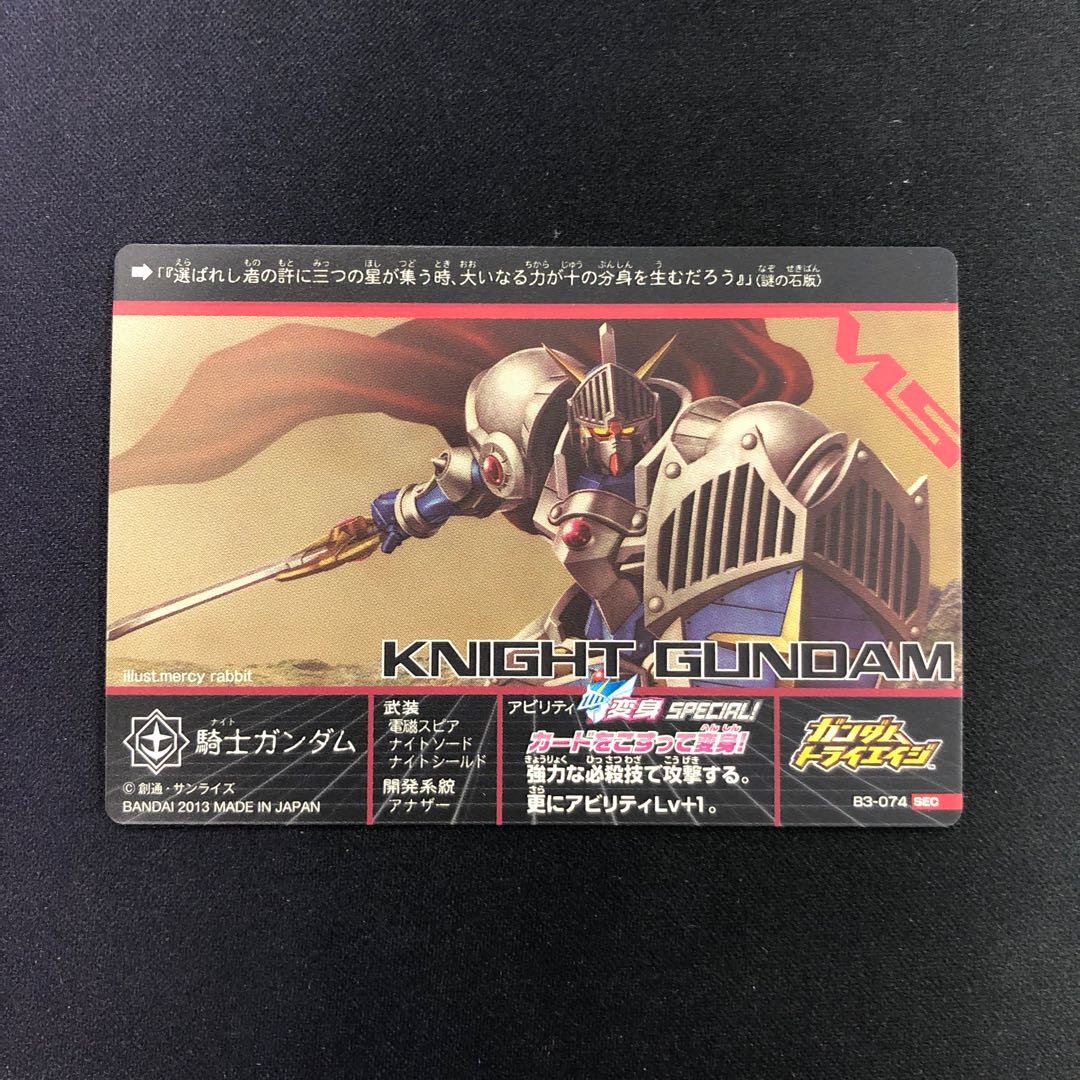 ➡「『選ばれし者の許に三つの星が集う時、大いなる力が十の分身を生むだろう』」(謎の石版)
MS
illust.mercy rabbit
KNIGHT GUNDAM
ナイト
騎士ガンダム
© 創通・サンライズ
BANDAI 2013 MADE IN JAPAN
武装
電磁スピア
ナイトソード
ナイトシールド
開発系統
アナザー
アビリティ 変身 SPECIAL!
カードをこすって変身!
強力な必殺技で攻撃する。
更にアビリティLv+1。
ガンダム
トライエイジ
B3-074 SEC